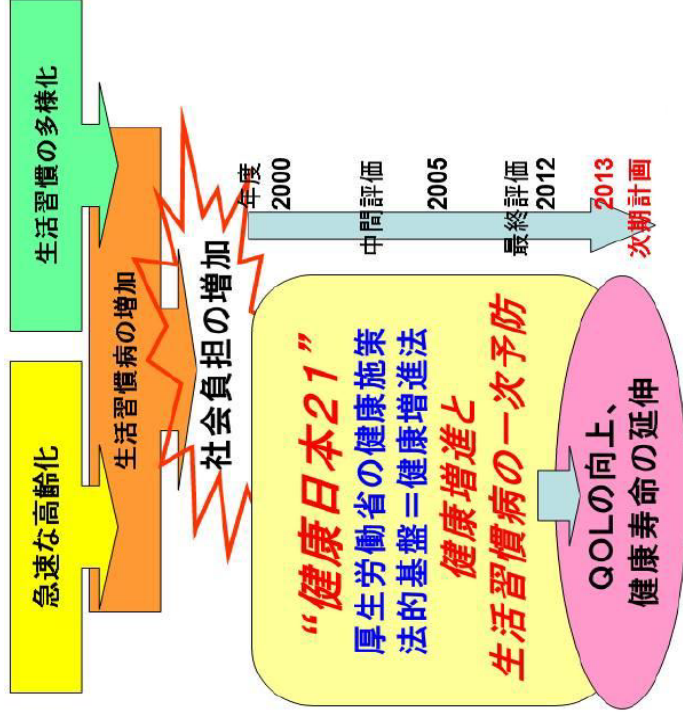 急速な高齢化
生活習慣の多様化
生活習慣病の増加
社会負担の増加
“健康日本21”
厚生労働省の健康施策
法的基盤＝健康増進法
健康増進と
生活習慣病の一次予防
QOLの向上、
健康寿命の延伸
年度
2000
中間評価
2005
最終評価
2012
2013
次期計画